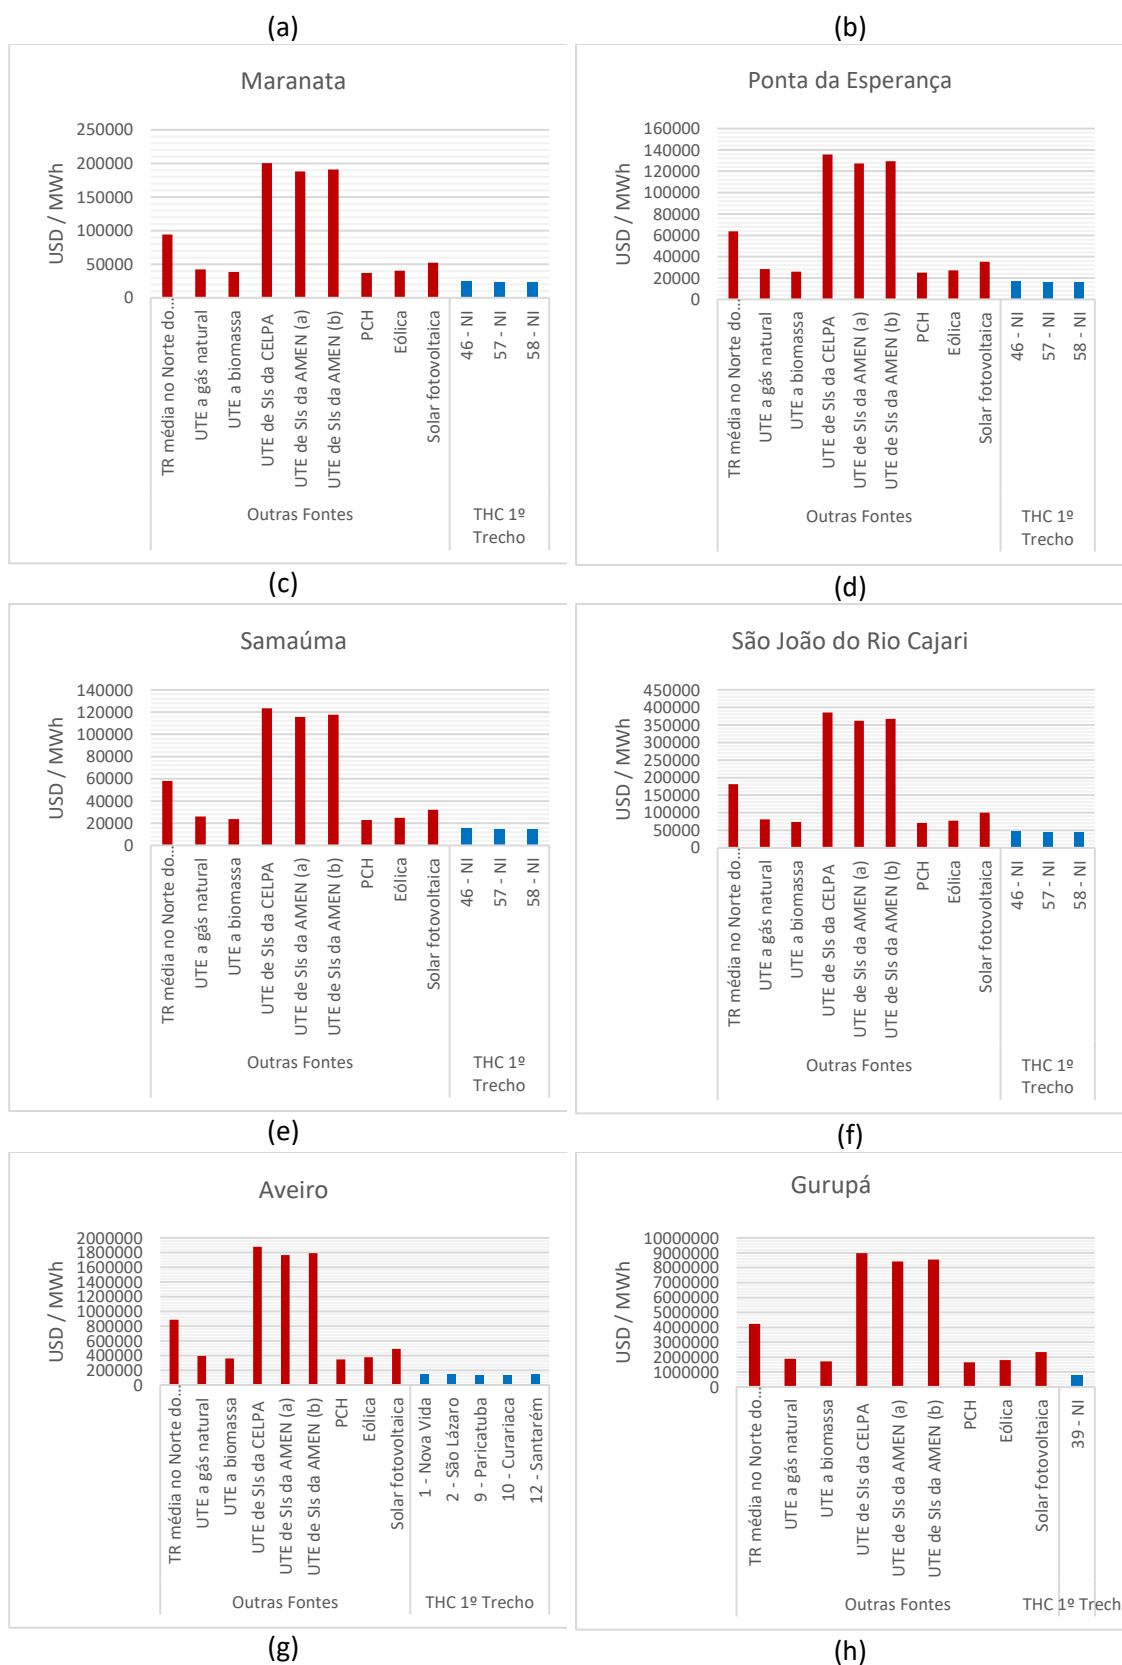 (a)
(b)
Maranata
USD / MWh
250000
200000
150000
100000
50000
0
TR média no Norte do...
UTE a gás natural
UTE a biomassa
UTE de SIs da CELPA
UTE de SIs da AMEN (a)
UTE de SIs da AMEN (b)
PCH
Eólica
Solar fotovoltaica
46 - NI
57 - NI
58 - NI
Outras Fontes
THC 1º
Trecho
Ponta da Esperança
USD / MWh
160000
140000
120000
100000
80000
60000
40000
20000
0
TR média no Norte do...
UTE a gás natural
UTE a biomassa
UTE de SIs da CELPA
UTE de SIs da AMEN (a)
UTE de SIs da AMEN (b)
PCH
Eólica
Solar fotovoltaica
46 - NI
57 - NI
58 - NI
Outras Fontes
THC 1º
Trecho
(c)
(d)
Samaúma
USD / MWh
140000
120000
100000
80000
60000
40000
20000
0
TR média no Norte do...
UTE a gás natural
UTE a biomassa
UTE de SIs da CELPA
UTE de SIs da AMEN (a)
UTE de SIs da AMEN (b)
PCH
Eólica
Solar fotovoltaica
46 - NI
57 - NI
58 - NI
Outras Fontes
THC 1º
Trecho
São João do Rio Cajari
USD / MWh
450000
400000
350000
300000
250000
200000
150000
100000
50000
0
TR média no Norte do...
UTE a gás natural
UTE a biomassa
UTE de SIs da CELPA
UTE de SIs da AMEN (a)
UTE de SIs da AMEN (b)
PCH
Eólica
Solar fotovoltaica
46 - NI
57 - NI
58 - NI
Outras Fontes
THC 1º
Trecho
(e)
(f)
Aveiro
USD / MWh
2000000
1800000
1600000
1400000
1200000
1000000
800000
600000
400000
200000
0
TR média no Norte do...
UTE a gás natural
UTE a biomassa
UTE de SIs da CELPA
UTE de SIs da AMEN (a)
UTE de SIs da AMEN (b)
PCH
Eólica
Solar fotovoltaica
1 - Nova Vida
2 - São Lázaro
9 - Paricatuba
10 - Curariaca
12 - Santarém
Outras Fontes
THC 1º Trecho
Gurupá
USD / MWh
10000000
9000000
8000000
7000000
6000000
5000000
4000000
3000000
2000000
1000000
0
TR média no Norte do...
UTE a gás natural
UTE a biomassa
UTE de SIs da CELPA
UTE de SIs da AMEN (a)
UTE de SIs da AMEN (b)
PCH
Eólica
Solar fotovoltaica
39 - NI
Outras Fontes
THC 1º Trech
(g)
(h)